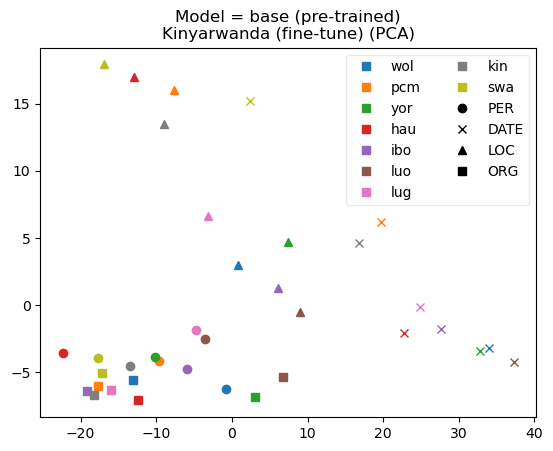 Model = base (pre-trained)
Kinyarwanda (fine-tune) (PCA)
wol
pcm
yor
hau
ibo
luo
lug
kin
swa
PER
DATE
LOC
ORG
15
10
5
0
−5
−20
−10
0
10
20
30
40